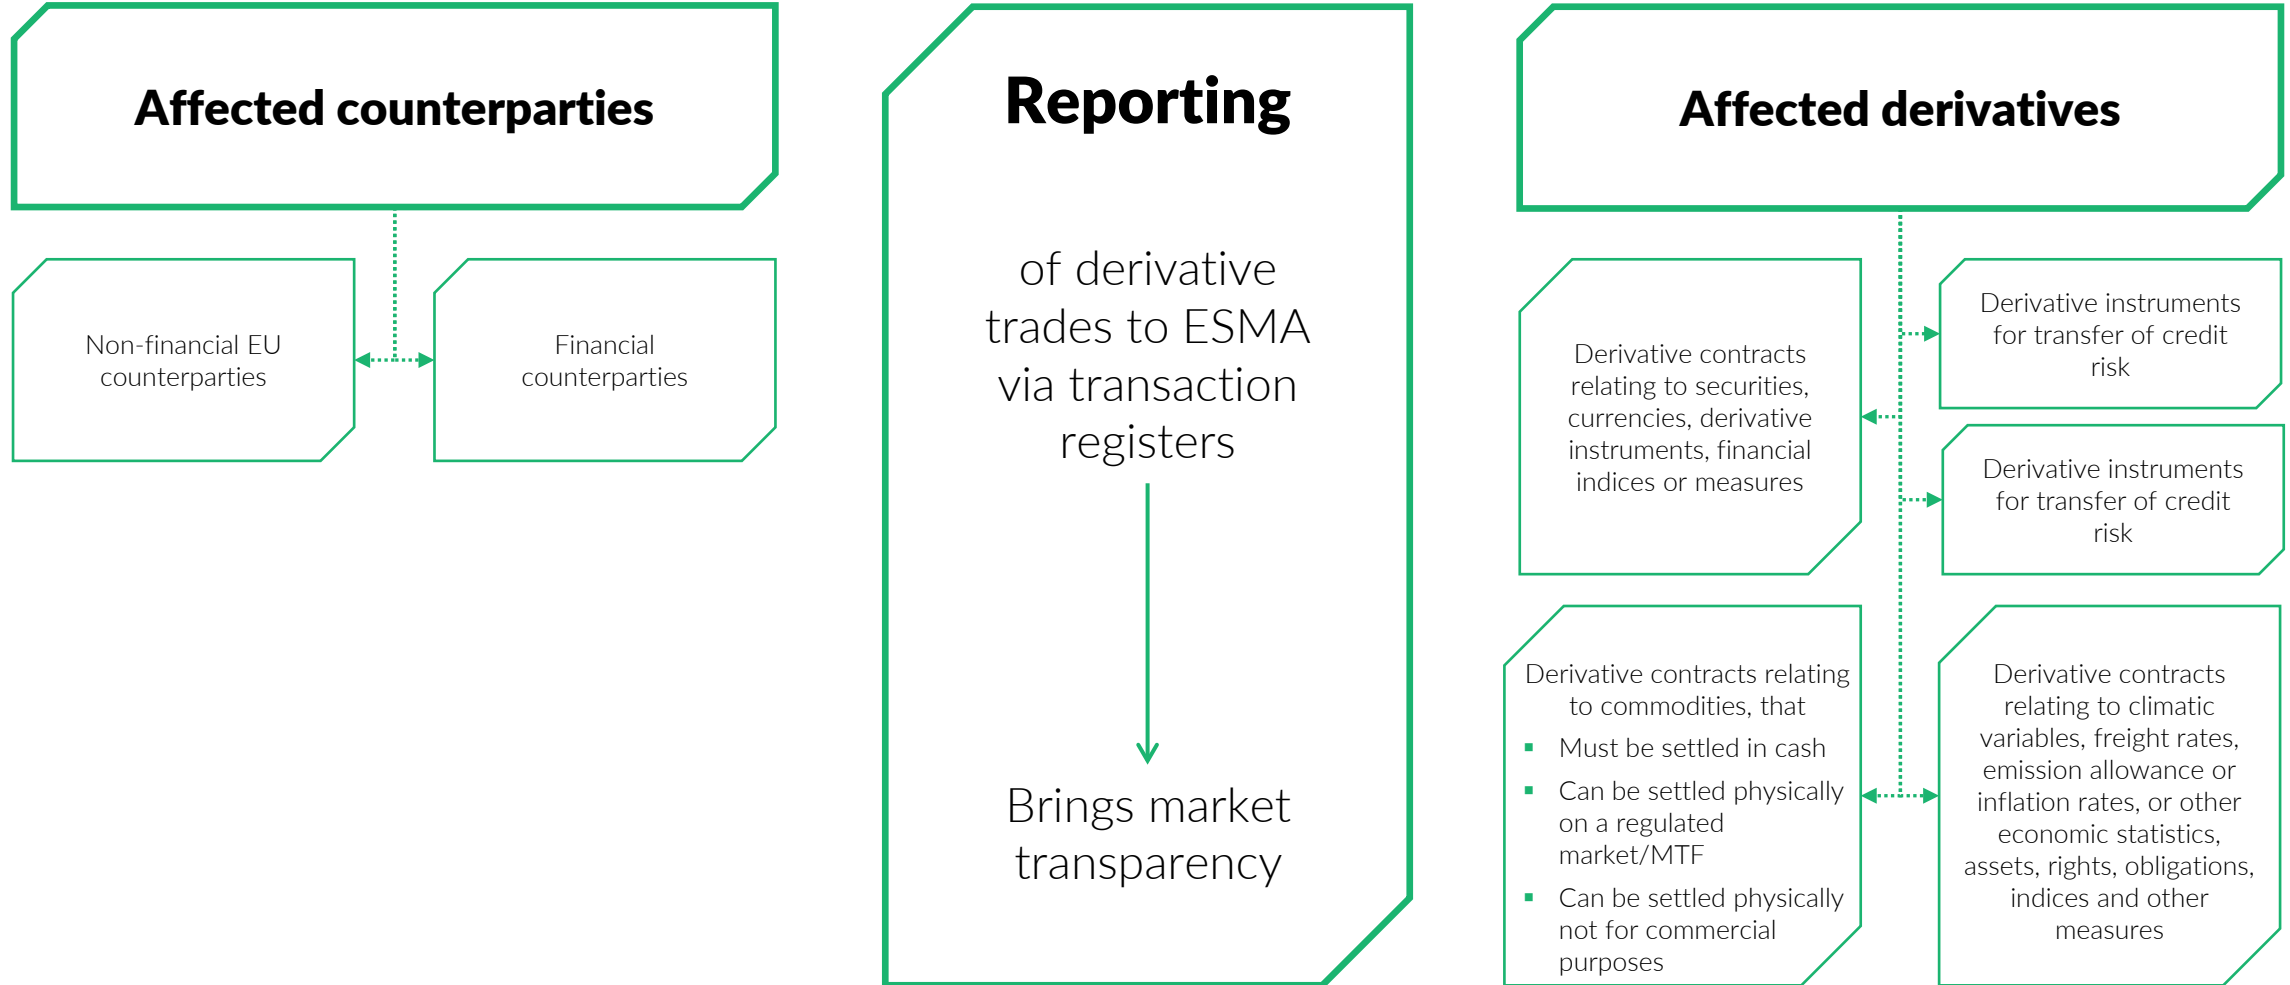 Affected counterparties
Non-financial EU
counterparties
Financial
counterparties
Reporting
of derivative
trades to ESMA
via transaction
registers
Brings market
transparency
Affected derivatives
Derivative contracts
relating to securities,
currencies, derivative
instruments, financial
indices or measures
Derivative instruments
for transfer of credit
risk
Derivative instruments
for transfer of credit
risk
Derivative contracts relating
to commodities, that
▪ Must be settled in cash
▪ Can be settled physically
on a regulated
market/MTF
▪ Can be settled physically
not for commercial
purposes
Derivative contracts
relating to climatic
variables, freight rates,
emission allowance or
inflation rates, or other
economic statistics,
assets, rights, obligations,
indices and other
measures